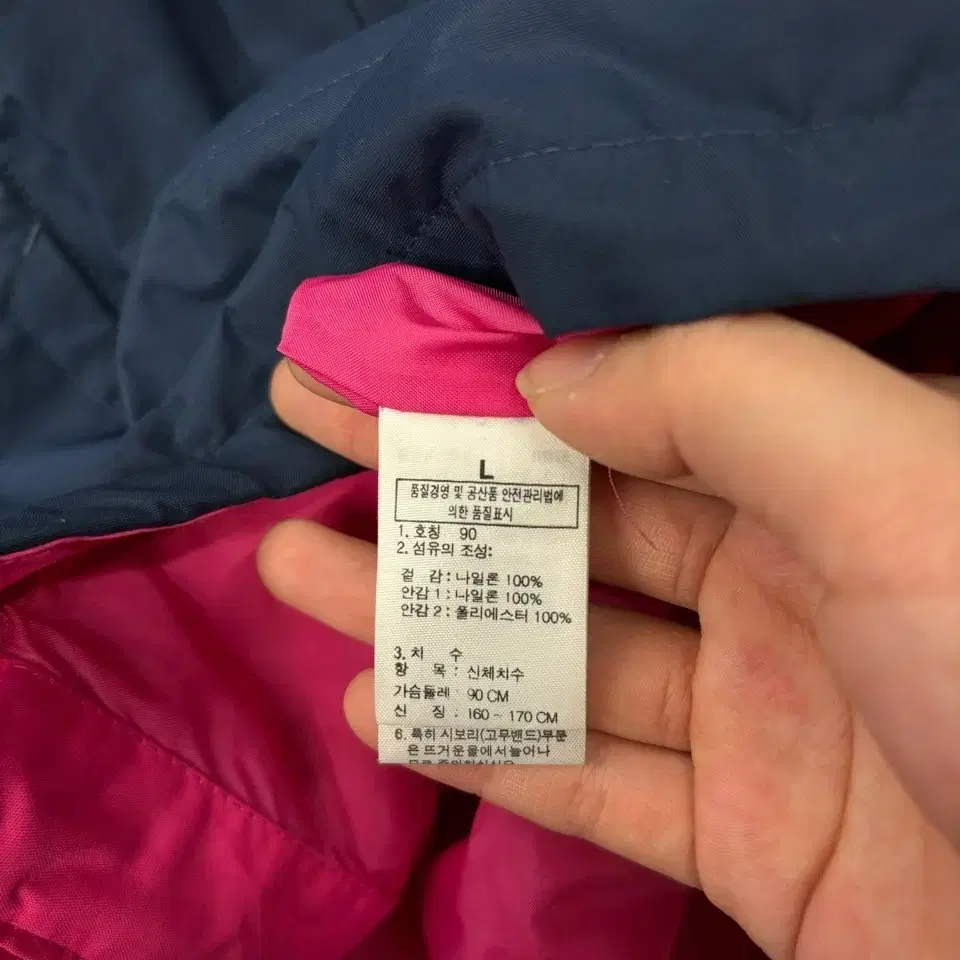 L
품질경영 및 공산품 안전관리법에
의한 품질표시
1. 호칭 90
2. 섬유의 조성:
겉 감 : 나일론 100%
안감 1 : 나일론 100%
안감 2 : 폴리에스터 100%
3. 치 수
항 목 : 신체치수
가슴둘레 90 CM
신 장 : 160 ~ 170 CM
6. 특히 시보리(고무밴드)부분
은 뜨거운물에서늘어나